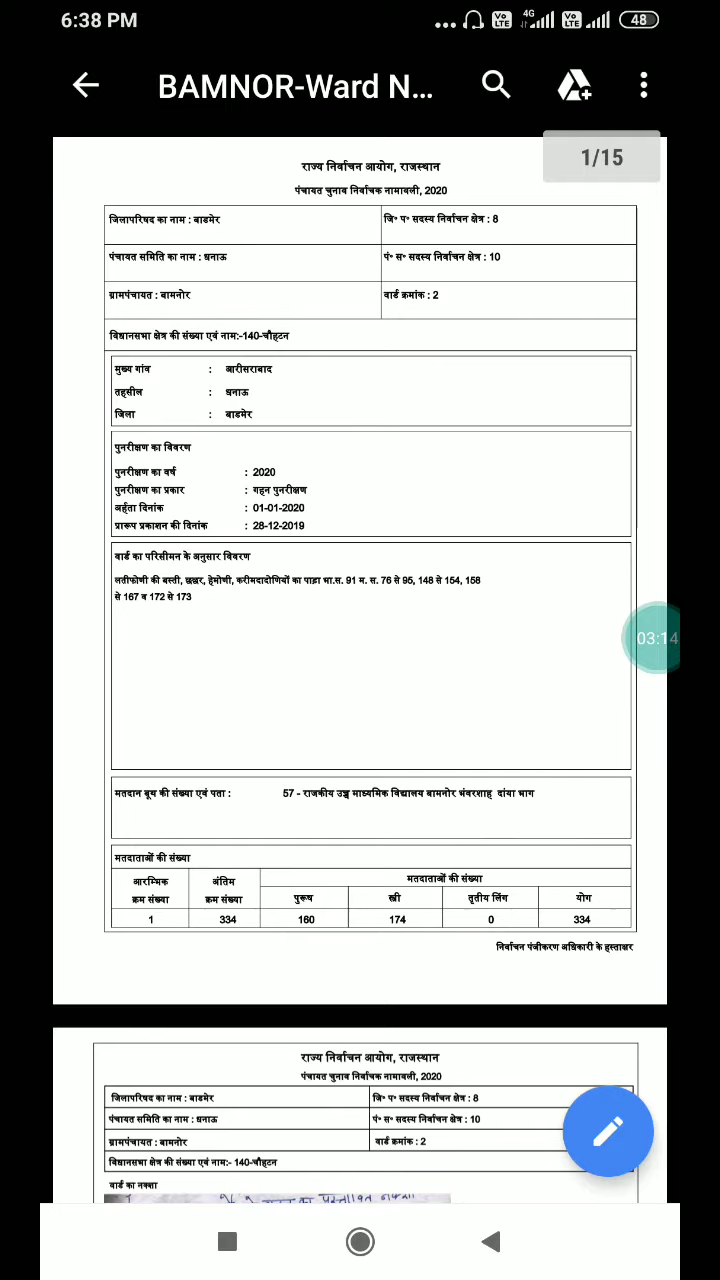 6:38 PM
... 4G 48
BAMNOR-Ward N...
1/15
राज्य निर्वाचन आयोग, राजस्थान
पंचायत चुनाव निर्वाचक नामावली, 2020
जिलापरिषद का नाम : बाडमेर जि॰ प॰ सदस्य निर्वाचन क्षेत्र : 8
पंचायत समिति का नाम : धनाऊ पं॰ स॰ सदस्य निर्वाचन क्षेत्र : 10
ग्रामपंचायत : बामनोर वार्ड क्रमांक : 2
विधानसभा क्षेत्र की संख्या एवं नाम:-140-चौहटन
मुख्य गांव : आरीसराबाद
तहसील : धनाऊ
जिला : बाडमेर
पुनरीक्षण का विवरण
पुनरीक्षण का वर्ष : 2020
पुनरीक्षण का प्रकार : गहन पुनरीक्षण
अर्हता दिनांक : 01-01-2020
प्रारूप प्रकाशन की दिनांक : 28-12-2019
वार्ड का परिसीमन के अनुसार विवरण
लतीफोणी की बस्ती, छछर, हेमोणी, करीमदादोणियों का पाड़ा भा.स. 91 म. स. 76 से 95, 148 से 154, 158
से 167 व 172 से 173
03:14
मतदान बूथ की संख्या एवं पता : 57 - राजकीय उच्च माध्यमिक विद्यालय बामनोर भंवरशाह दांया भाग
मतदाताओं की संख्या
आरम्भिक क्रम संख्या अंतिम क्रम संख्या मतदाताओं की संख्या
पुरूष स्त्री तृतीय लिंग योग
1 334 160 174 0 334
निर्वाचन पंजीकरण अधिकारी के हस्ताक्षर
राज्य निर्वाचन आयोग, राजस्थान
पंचायत चुनाव निर्वाचक नामावली, 2020
जिलापरिषद का नाम : बाडमेर जि॰ प॰ सदस्य निर्वाचन क्षेत्र : 8
पंचायत समिति का नाम : धनाऊ पं॰ स॰ सदस्य निर्वाचन क्षेत्र : 10
ग्रामपंचायत : बामनोर वार्ड क्रमांक : 2
विधानसभा क्षेत्र की संख्या एवं नाम:- 140-चौहटन
वार्ड का नक्शा